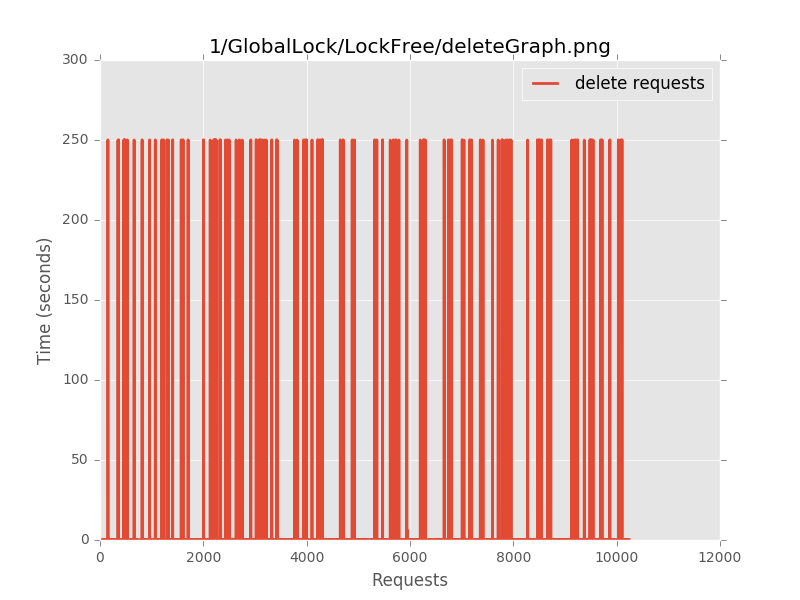 1/GlobalLock/LockFree/deleteGraph.png
delete requests
300
250
200
150
100
50
0
Time (seconds)
0 2000 4000 6000 8000 10000 12000
Requests